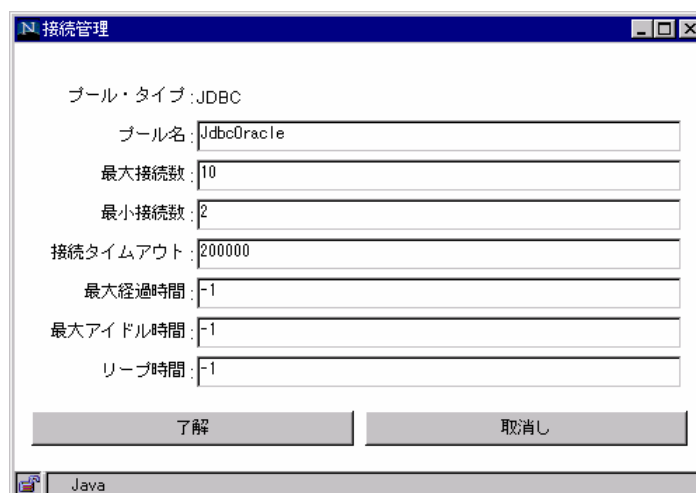 N 接続管理
プール・タイプ:JDBC
プール名: JdbcOracle
最大接続数: 10
最小接続数: 2
接続タイムアウト: 200000
最大経過時間: -1
最大アイドル時間: -1
リープ時間: -1
了解 取消し
Java